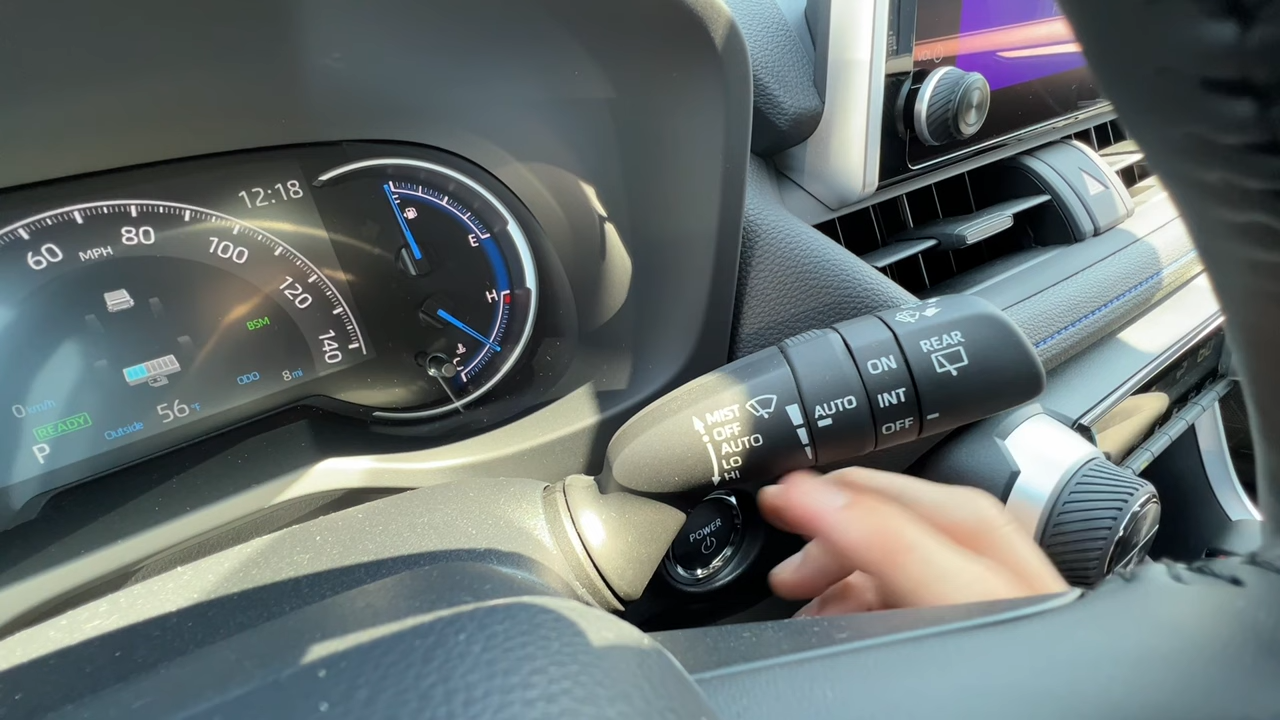 12:18
60
80
100
120
140
MPH
BSM
ODO 8 mi
0 km/h
READY
Outside 56 °F
P
E
H
C
VOL
MIST
OFF
AUTO
LO
HI
AUTO
ON
INT
OFF
REAR
POWER